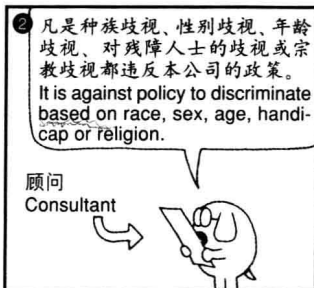 ❷ 凡是种族歧视、性别歧视、年龄
歧视、对残障人士的歧视或宗
教歧视都违反本公司的政策。
It is against policy to discriminate
based on race, sex, age, handi-
cap or religion.
顾问
Consultant